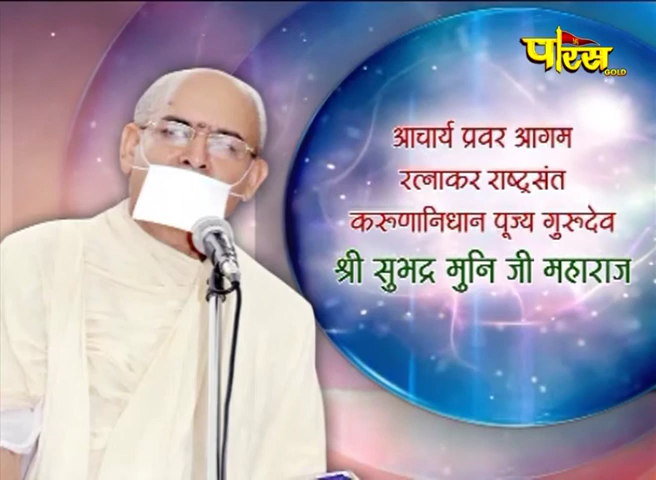 पारस
GOLD
आचार्य प्रवर आगम
रत्नाकर राष्ट्रसंत
करुणानिधान पूज्य गुरुदेव
श्री सुभद्र मुनि जी महाराज